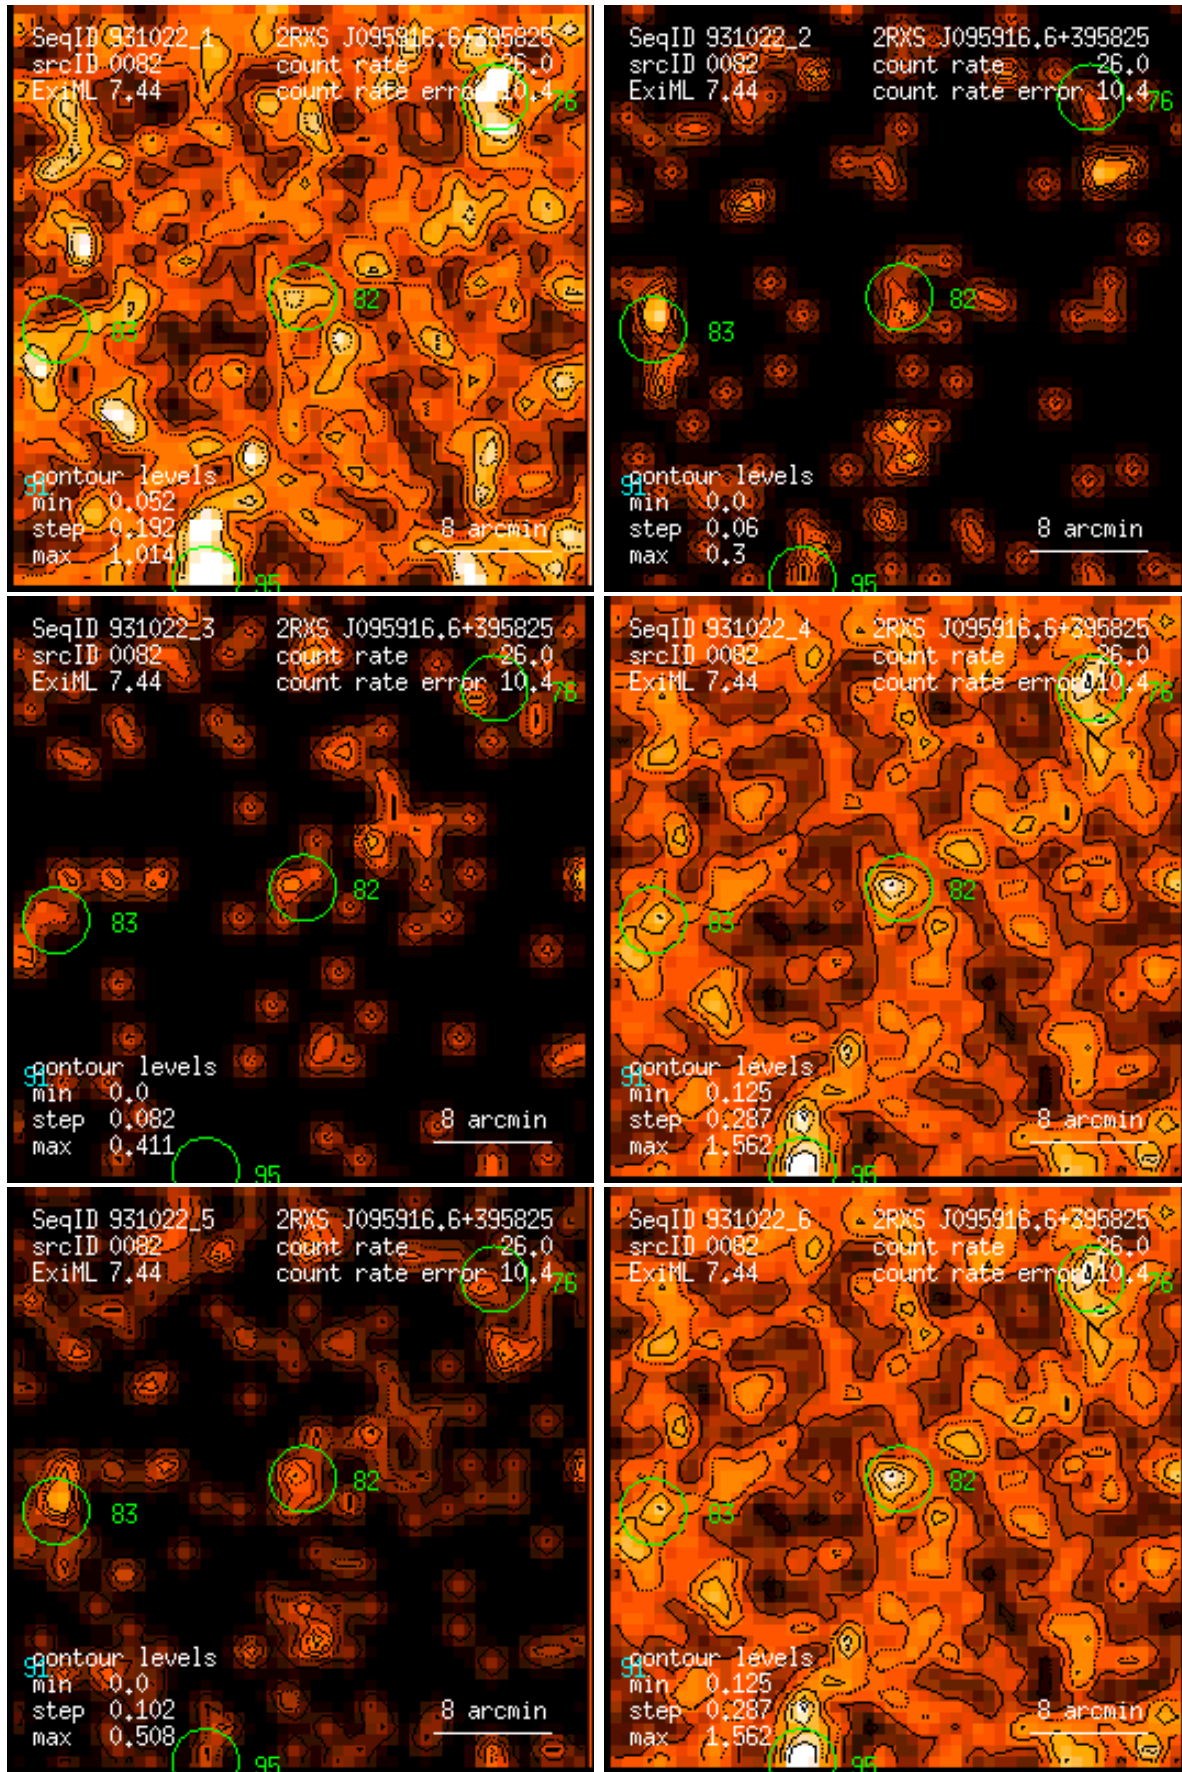 SeqID 931022_1 2RXS J095916.6+395825
srcID 0082 count rate 26.0
ExiML 7.44 count rate error 10.4
76
82
83
contour levels
91
min 0.052
step 0.192 8 arcmin
max 1.014
95
SeqID 931022_2 2RXS J095916.6+395825
srcID 0082 count rate 26.0
ExiML 7.44 count rate error 10.4
76
82
83
contour levels
91
min 0.0
step 0.06 8 arcmin
max 0.3
95
SeqID 931022_3 2RXS J095916.6+395825
srcID 0082 count rate 26.0
ExiML 7.44 count rate error 10.4
76
82
83
contour levels
91
min 0.0
step 0.082 8 arcmin
max 0.411
95
SeqID 931022_4 2RXS J095916.6+395825
srcID 0082 count rate 26.0
ExiML 7.44 count rate error 10.4
76
82
83
contour levels
91
min 0.125
step 0.287 8 arcmin
max 1.562
95
SeqID 931022_5 2RXS J095916.6+395825
srcID 0082 count rate 26.0
ExiML 7.44 count rate error 10.4
76
82
83
contour levels
91
min 0.0
step 0.102 8 arcmin
max 0.508
95
SeqID 931022_6 2RXS J095916.6+395825
srcID 0082 count rate 26.0
ExiML 7.44 count rate error 10.4
76
82
83
contour levels
91
min 0.125
step 0.287 8 arcmin
max 1.562
95